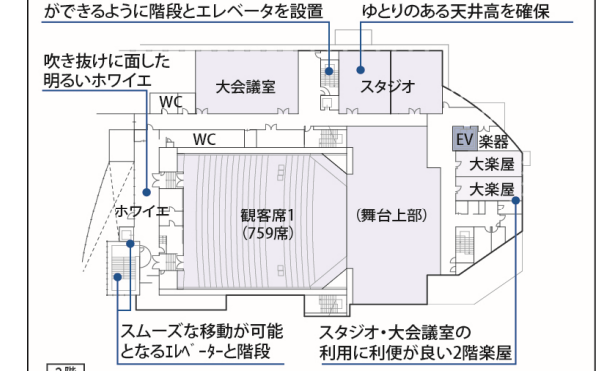 ができるように階段とエレベータを設置
ゆとりのある天井高を確保
吹き抜けに面した
明るいホワイエ
大会議室
スタジオ
WC
WC
EV
楽器
大楽屋
大楽屋
ホワイエ
観客席1
(759席)
(舞台上部)
スムーズな移動が可能
となるｴﾚﾍﾞｰﾀｰと階段
スタジオ・大会議室の
利用に利便が良い2階楽屋